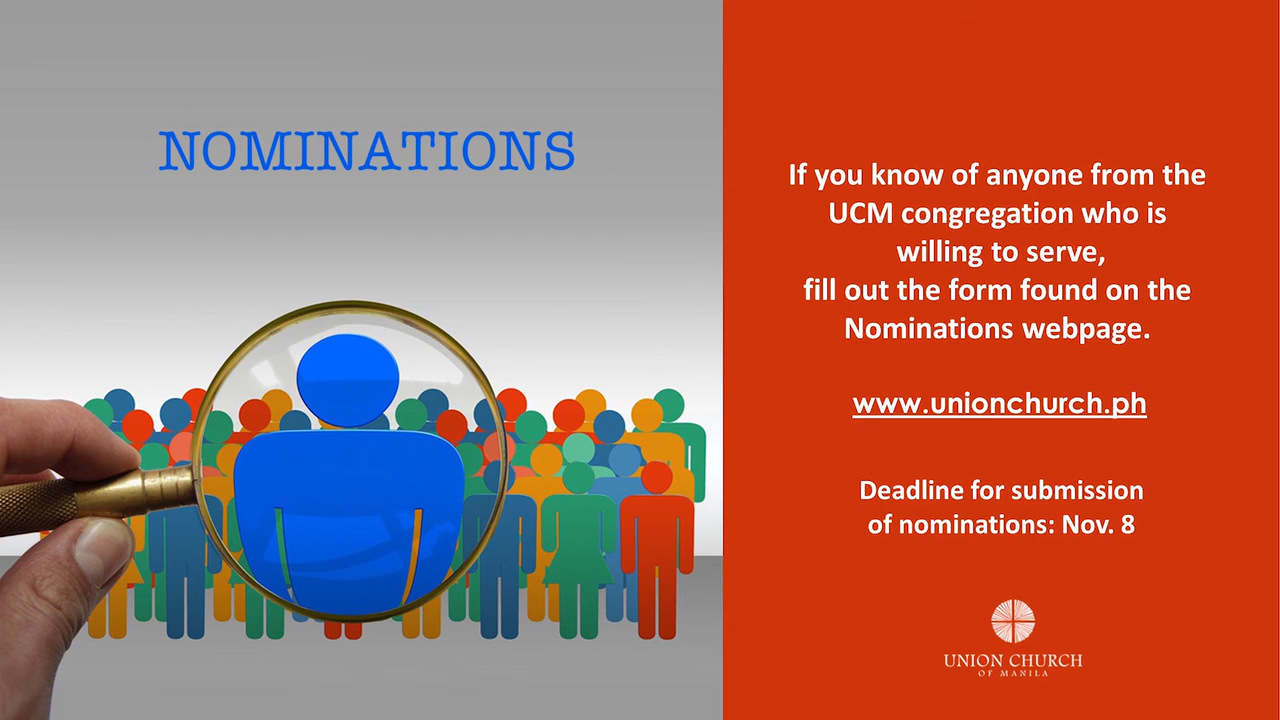 NOMINATIONS
If you know of anyone from the
UCM congregation who is
willing to serve,
fill out the form found on the
Nominations webpage.
www.unionchurch.ph
Deadline for submission
of nominations: Nov. 8
UNION CHURCH
OF MANILA